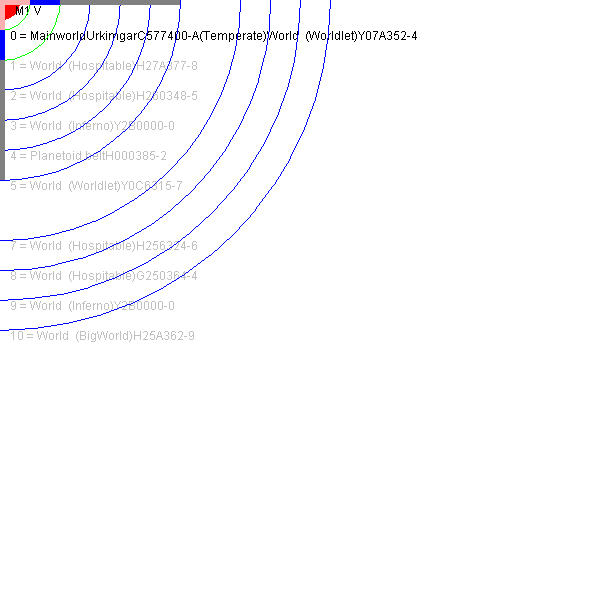 M1 V
0 = MainworldUrkimgarC577400-A(Temperate)World (Worldlet)Y07A352-4
1 = World (Hospitable)H27A377-8
2 = World (Hospitable)H260348-5
3 = World (Inferno)Y2B0000-0
4 = Planetoid beltH000385-2
5 = World (Worldlet)Y0C6315-7
7 = World (Hospitable)H256324-6
8 = World (Hospitable)G250364-4
9 = World (Inferno)Y2B0000-0
10 = World (BigWorld)H25A362-9